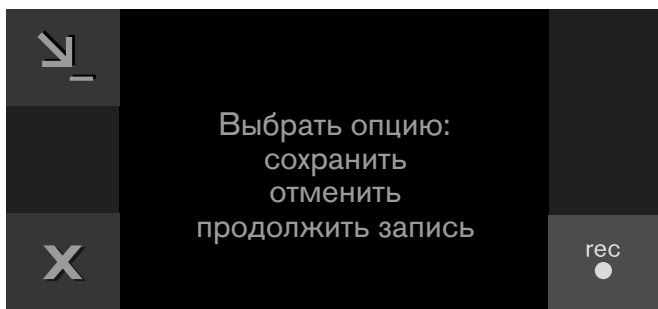 Выбрать опцию:
сохранить
отменить
продолжить запись
rec